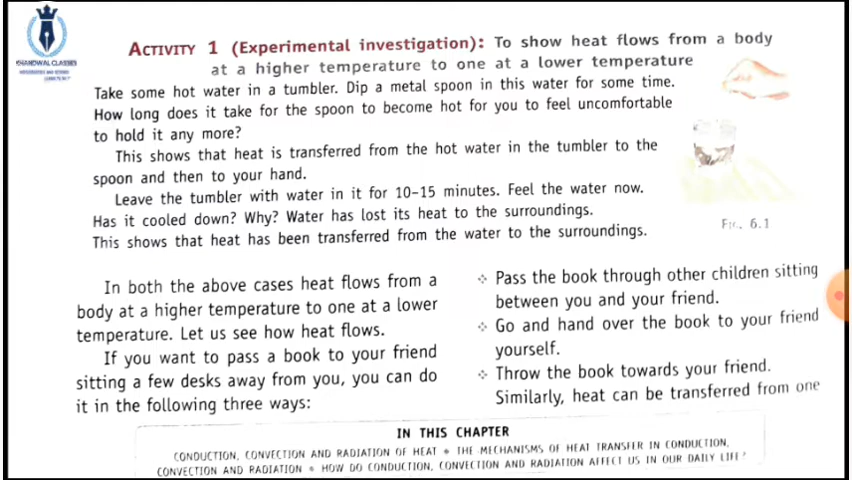 KHANDWAL CLASSES
ACTIVITY 1 (Experimental investigation): To show heat flows from a body
at a higher temperature to one at a lower temperature
Take some hot water in a tumbler. Dip a metal spoon in this water for some time.
How long does it take for the spoon to become hot for you to feel uncomfortable
to hold it any more?
This shows that heat is transferred from the hot water in the tumbler to the
spoon and then to your hand.
Leave the tumbler with water in it for 10-15 minutes. Feel the water now.
Has it cooled down? Why? Water has lost its heat to the surroundings.
This shows that heat has been transferred from the water to the surroundings.
FIG. 6.1
In both the above cases heat flows from a
body at a higher temperature to one at a lower
temperature. Let us see how heat flows.
If you want to pass a book to your friend
sitting a few desks away from you, you can do
it in the following three ways:
❖ Pass the book through other children sitting
between you and your friend.
❖ Go and hand over the book to your friend
yourself.
❖ Throw the book towards your friend.
Similarly, heat can be transferred from one
IN THIS CHAPTER
CONDUCTION, CONVECTION AND RADIATION OF HEAT • THE MECHANISMS OF HEAT TRANSFER IN CONDUCTION,
CONVECTION AND RADIATION • HOW DO CONDUCTION, CONVECTION AND RADIATION AFFECT US IN OUR DAILY LIFE?